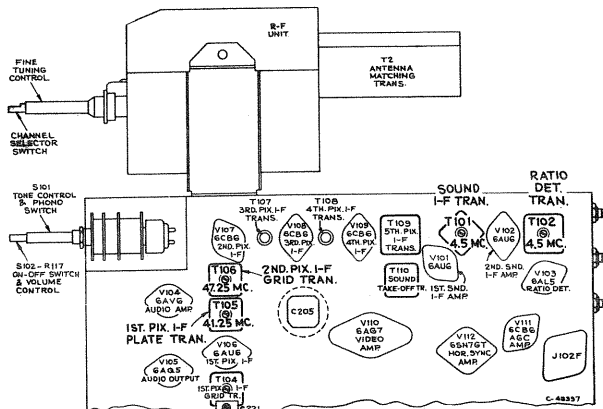 R-F
UNIT
T2
ANTENNA
MATCHING
TRANS.
FINE
TUNING
CONTROL
CHANNEL
SELECTOR
SWITCH
S101
TONE CONTROL
& PHONO
SWITCH
S102-R117
ON-OFF SWITCH
& VOLUME
CONTROL
T107
3RD. PIX. I-F
TRANS.
T108
4TH. PIX. I-F
TRANS.
SOUND
I-F TRAN.
RATIO
DET.
TRAN.
V107
6CB6
2ND. PIX.
I-F
V108
6CB6
3RD. PIX.
I-F
V109
6CB6
4TH. PIX.
I-F
T109
5TH. PIX.
I-F
TRANS.
T101
4.5 MC.
V102
6AU6
2ND. SND.
I-F AMP.
T102
4.5 MC.
T106
47.25 MC.
2ND. PIX. I-F
GRID TRAN.
T110
SOUND
TAKE-OFF TR.
V101
6AU6
1ST. SND.
I-F AMP.
V103
6AL5
RATIO DET.
V104
6AV6
AUDIO AMP.
T105
41.25 MC.
1ST. PIX. I-F
PLATE TRAN.
C205
V110
6AG7
VIDEO
AMP.
V111
6CB6
AGC
AMP.
V106
6AU6
1ST. PIX. I-F
V112
6SN7GT
HOR. SYNC
AMP.
J102F
V105
6AQ5
AUDIO OUTPUT
T104
1ST. PIX. I-F
GRID TR.